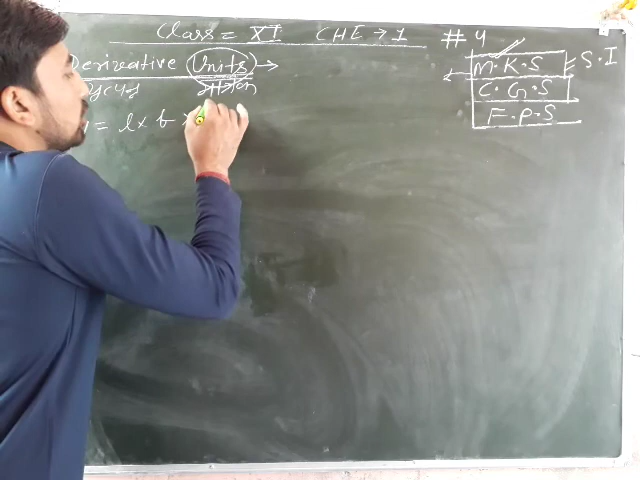 Class = XI CHE → 1 # 4
Derivative Units →
= l × b ×
M.K.S = S.I
C.G.S
F.P.S